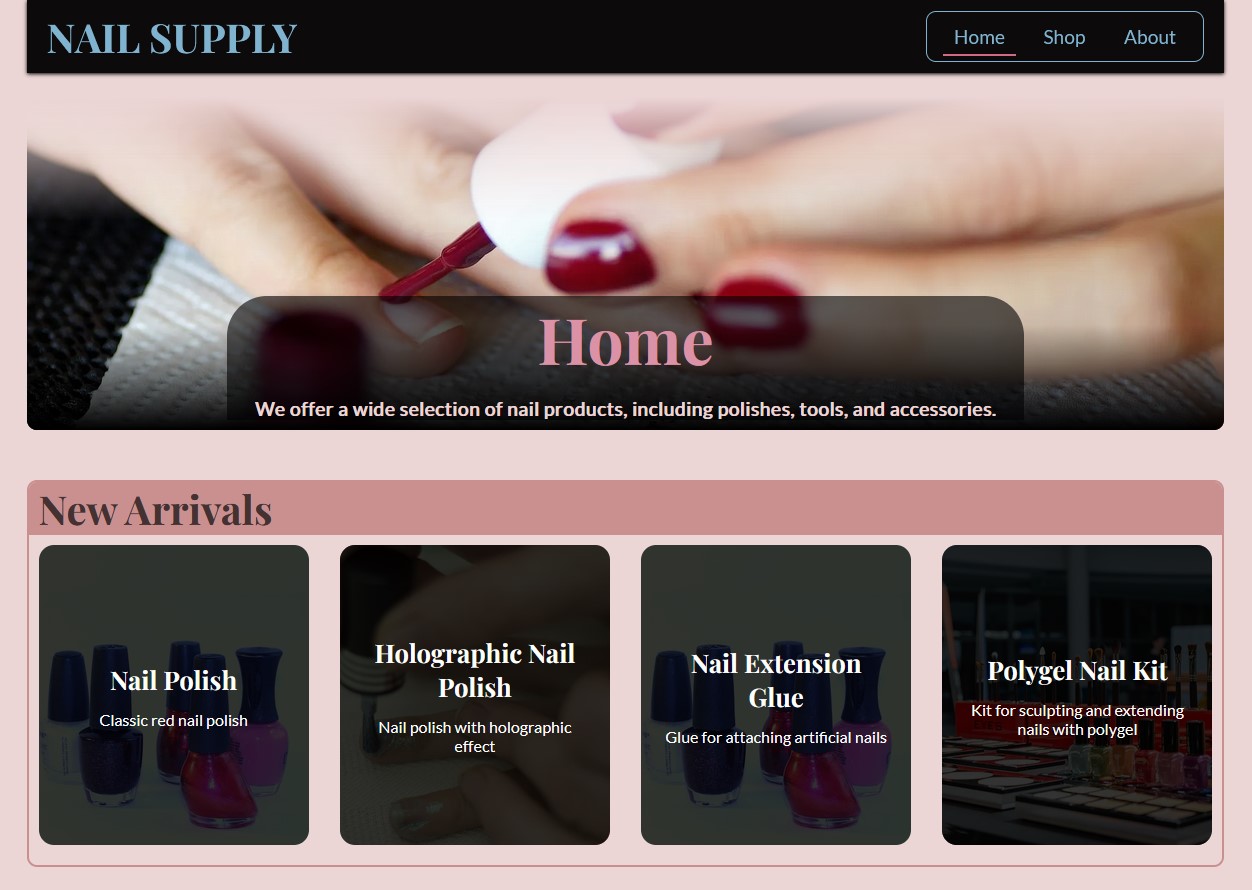 NAIL SUPPLY
Home Shop About
Home
We offer a wide selection of nail products, including polishes, tools, and accessories.
New Arrivals
Nail Polish
Classic red nail polish
Holographic Nail
Polish
Nail polish with holographic
effect
Nail Extension
Glue
Glue for attaching artificial nails
Polygel Nail Kit
Kit for sculpting and extending
nails with polygel